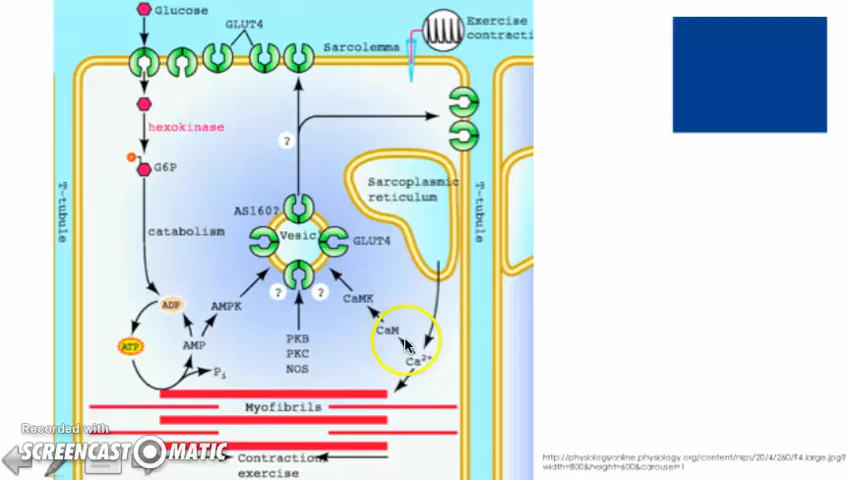 Glucose
GLUT4
Sarcolemma
Exercise
contracti
hexokinase
P
G6P
?
T-tubule
Sarcoplasmic
reticulum
T-tubule
AS160?
Vesicl
GLUT4
catabolism
? ?
ADP
AMPK
CaMK
ATP
AMP
Pi
PKB
PKC
NOS
CaM
Ca2+
Myofibrils
Contraction
exercise
Recorded with
SCREENCAST MATIC
http://physiologyonline.physiology.org/content/nips/20/4/260/F4.large.jpg?
width=800&height=600&carousel=1